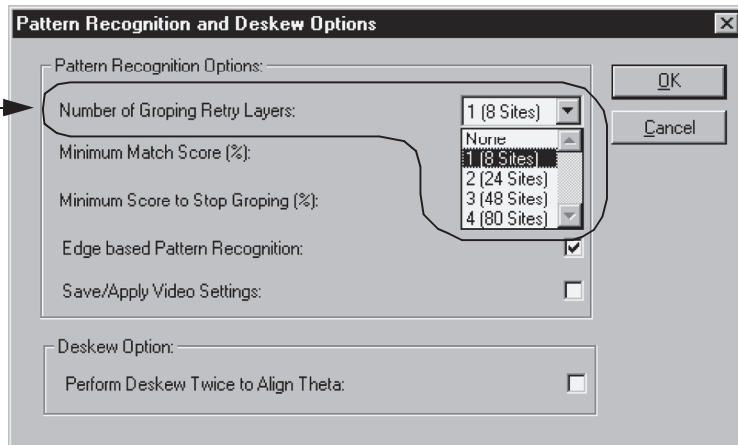 Pattern Recognition and Deskew Options
Pattern Recognition Options:
OK
Number of Groping Retry Layers:
1 (8 Sites)
Cancel
None
Minimum Match Score (%):
1 (8 Sites)
2 (24 Sites)
Minimum Score to Stop Groping (%):
3 (48 Sites)
4 (80 Sites)
Edge based Pattern Recognition:
Save/Apply Video Settings:
Deskew Option:
Perform Deskew Twice to Align Theta: